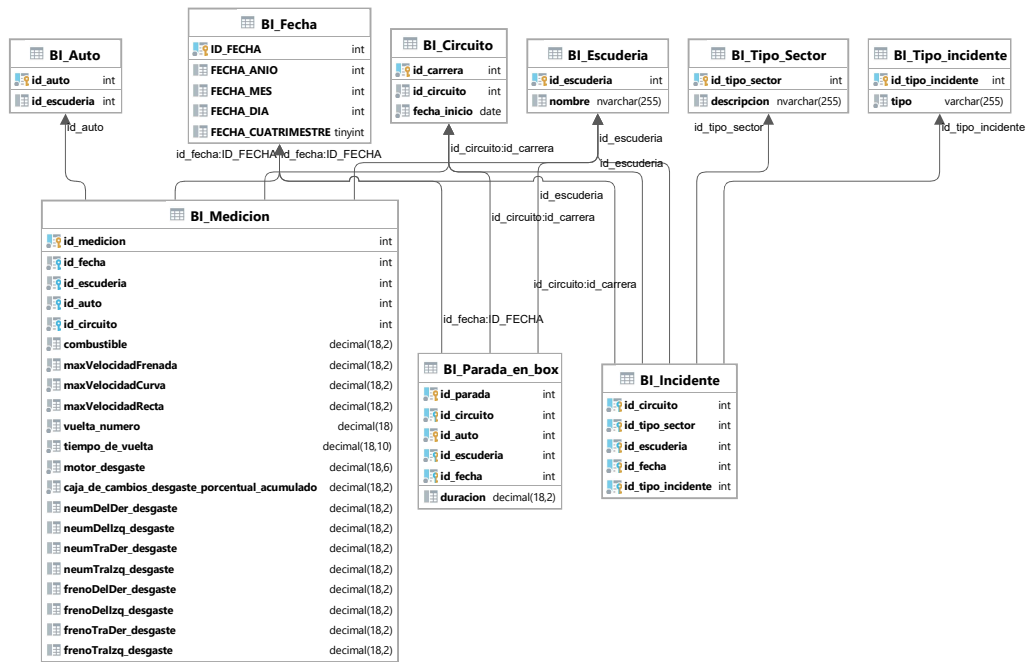 BI_Auto
id_auto int
id_escuderia int
BI_Fecha
ID_FECHA int
FECHA_ANIO int
FECHA_MES int
FECHA_DIA int
FECHA_CUATRIMESTRE tinyint
BI_Circuito
id_carrera int
id_circuito int
fecha_inicio date
BI_Escuderia
id_escuderia int
nombre nvarchar(255)
BI_Tipo_Sector
id_tipo_sector int
descripcion nvarchar(255)
BI_Tipo_incidente
id_tipo_incidente int
tipo varchar(255)
id_auto
id_fecha:ID_FECHA
id_fecha:ID_FECHA
id_circuito:id_carrera
id_escuderia
id_escuderia
id_tipo_sector
id_tipo_incidente
id_escuderia
id_circuito:id_carrera
id_circuito:id_carrera
id_fecha:ID_FECHA
BI_Medicion
id_medicion int
id_fecha int
id_escuderia int
id_auto int
id_circuito int
combustible decimal(18,2)
maxVelocidadFrenada decimal(18,2)
maxVelocidadCurva decimal(18,2)
maxVelocidadRecta decimal(18,2)
vuelta_numero decimal(18)
tiempo_de_vuelta decimal(18,10)
motor_desgaste decimal(18,6)
caja_de_cambios_desgaste_porcentual_acumulado decimal(18,2)
neumDelDer_desgaste decimal(18,2)
neumDelIzq_desgaste decimal(18,2)
neumTraDer_desgaste decimal(18,2)
neumTraIzq_desgaste decimal(18,2)
frenoDelDer_desgaste decimal(18,2)
frenoDelIzq_desgaste decimal(18,2)
frenoTraDer_desgaste decimal(18,2)
frenoTraIzq_desgaste decimal(18,2)
BI_Parada_en_box
id_parada int
id_circuito int
id_auto int
id_escuderia int
id_fecha int
duracion decimal(18,2)
BI_Incidente
id_circuito int
id_tipo_sector int
id_escuderia int
id_fecha int
id_tipo_incidente int